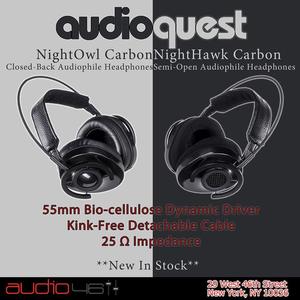 audioquest
NightOwl Carbon NightHawk Carbon
Closed-Back Audiophile Headphones Semi-Open Audiophile Headphones
55mm Bio-cellulose Dynamic Driver
Kink-Free Detachable Cable
25 Ω Impedance
**New In Stock**
audio46
29 West 46th Street
New York, NY 10036